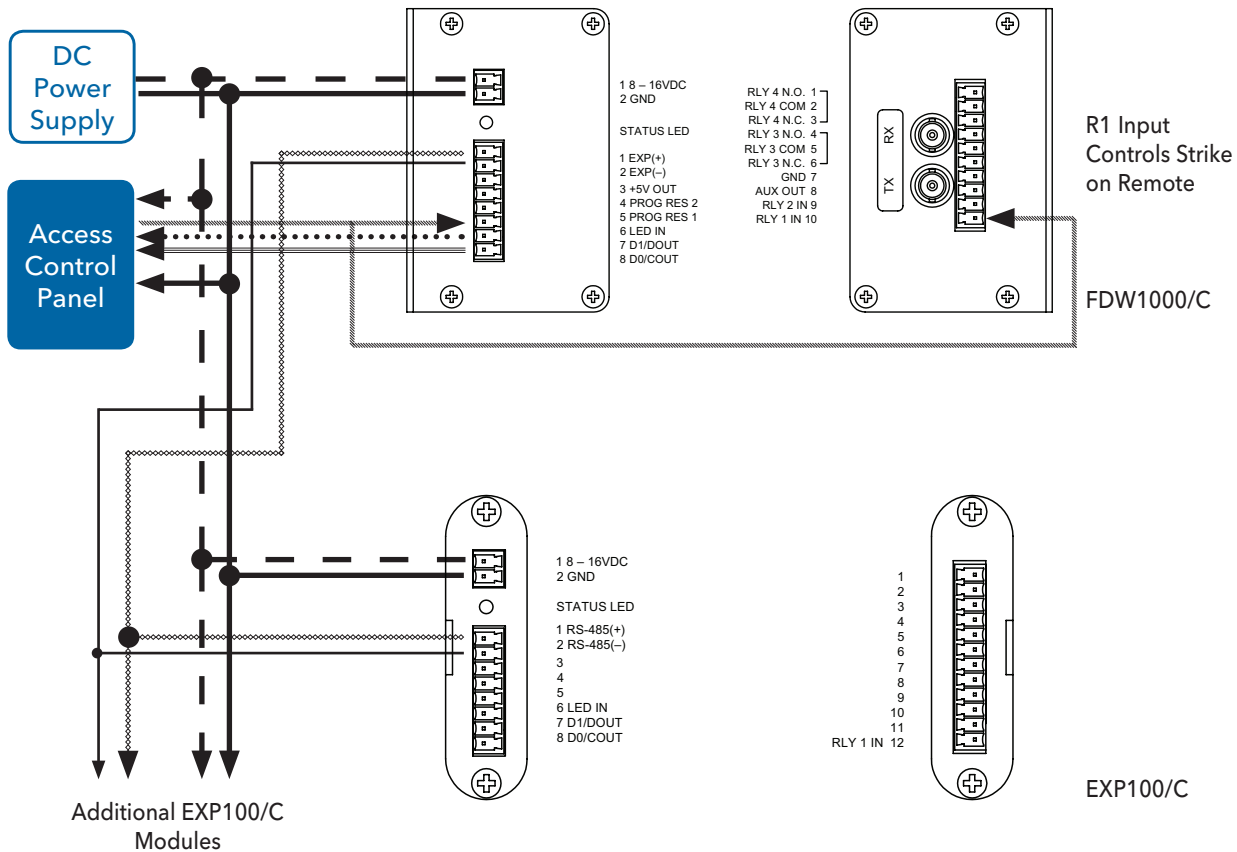 DC
Power
Supply
Access
Control
Panel
1 8 – 16VDC
2 GND
STATUS LED
1 EXP(+)
2 EXP(–)
3 +5V OUT
4 PROG RES 2
5 PROG RES 1
6 LED IN
7 D1/DOUT
8 D0/COUT
RLY 4 N.O. 1
RLY 4 COM 2
RLY 4 N.C. 3
RLY 3 N.O. 4
RLY 3 COM 5
RLY 3 N.C. 6
GND 7
AUX OUT 8
RLY 2 IN 9
RLY 1 IN 10
RX
TX
R1 Input
Controls Strike
on Remote
FDW1000/C
1 8 – 16VDC
2 GND
STATUS LED
1 RS-485(+)
2 RS-485(–)
3
4
5
6 LED IN
7 D1/DOUT
8 D0/COUT
1
2
3
4
5
6
7
8
9
10
11
RLY 1 IN 12
EXP100/C
Additional EXP100/C
Modules